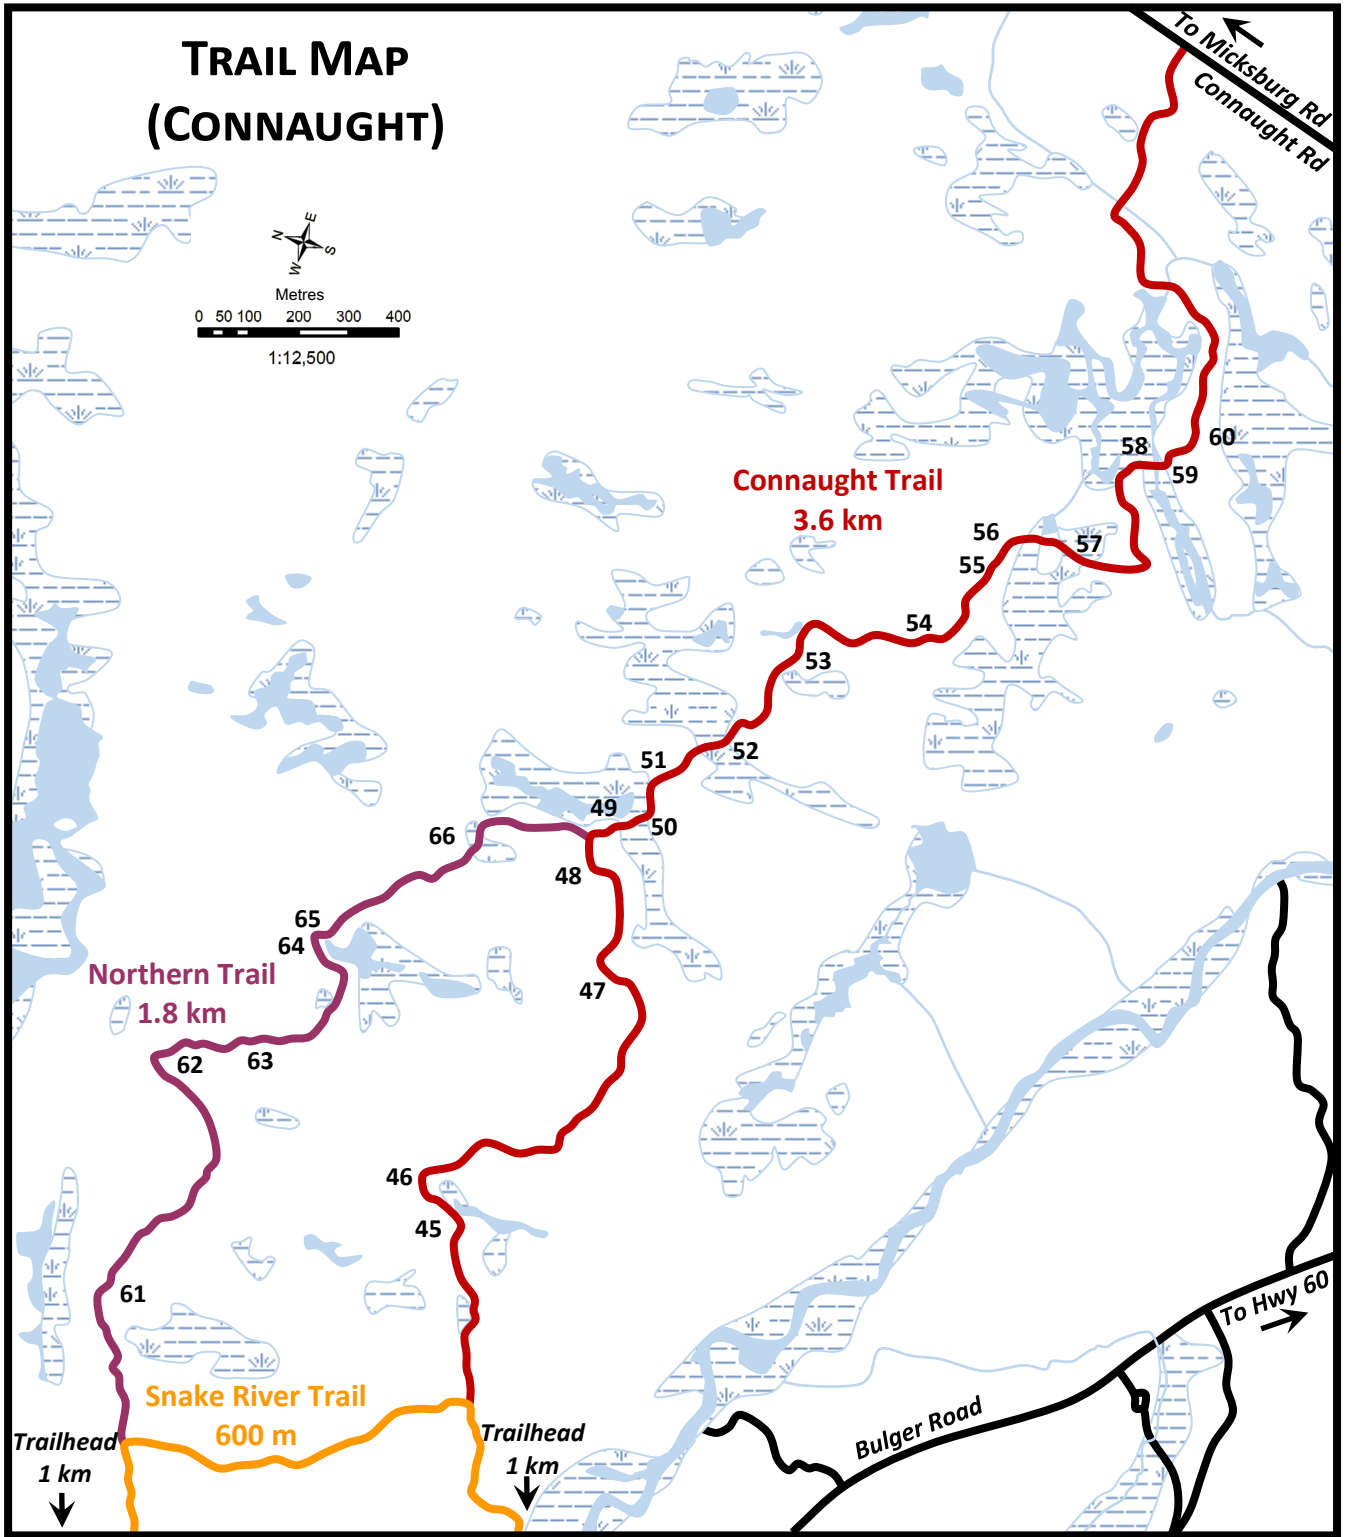 TRAIL MAP
(CONNAUGHT)
To Micksburg Rd
Connaught Rd
N
E
S
W
Metres
0 50 100 200 300 400
1:12,500
60
58
59
Connaught Trail
3.6 km
56
57
55
54
53
52
51
49
50
66
48
65
64
Northern Trail
1.8 km
47
62
63
46
45
61
To Hwy 60
Snake River Trail
600 m
Trailhead
1 km
Trailhead
1 km
Bulger Road